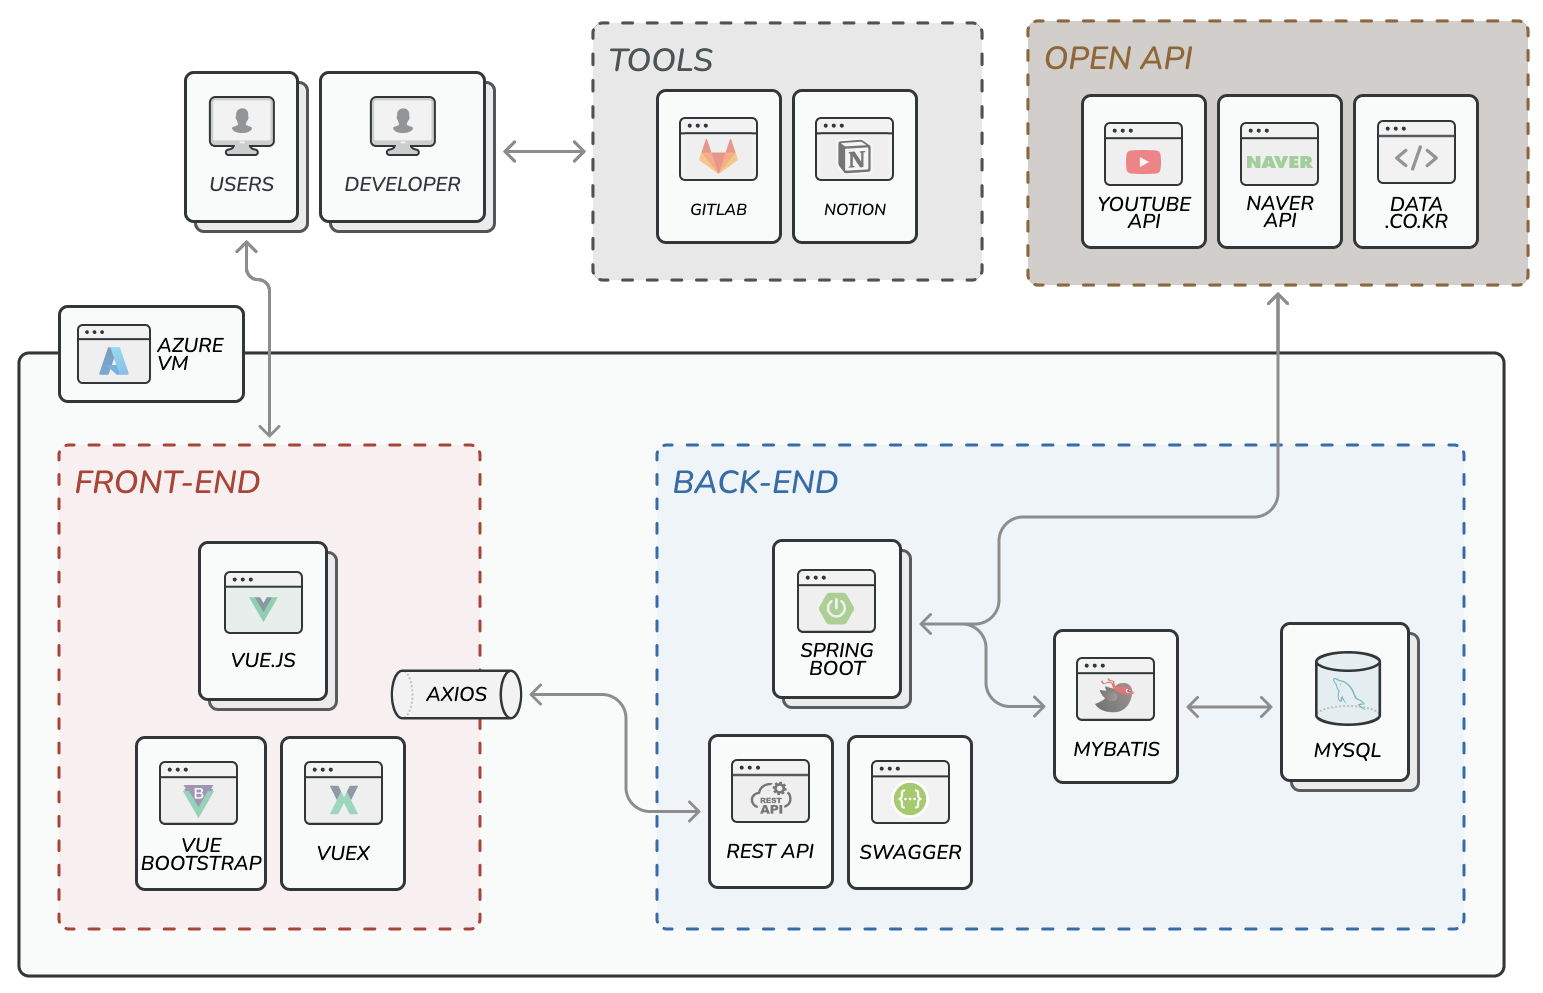 TOOLS
OPEN API
USERS
DEVELOPER
GITLAB
N
NOTION
YOUTUBE
API
NAVER
NAVER
API
</>
DATA
.CO.KR
AZURE
VM
FRONT-END
BACK-END
VUE.JS
SPRING
BOOT
AXIOS
MYBATIS
MYSQL
B
VUE
BOOTSTRAP
VUEX
REST
API
REST API
{...}
SWAGGER